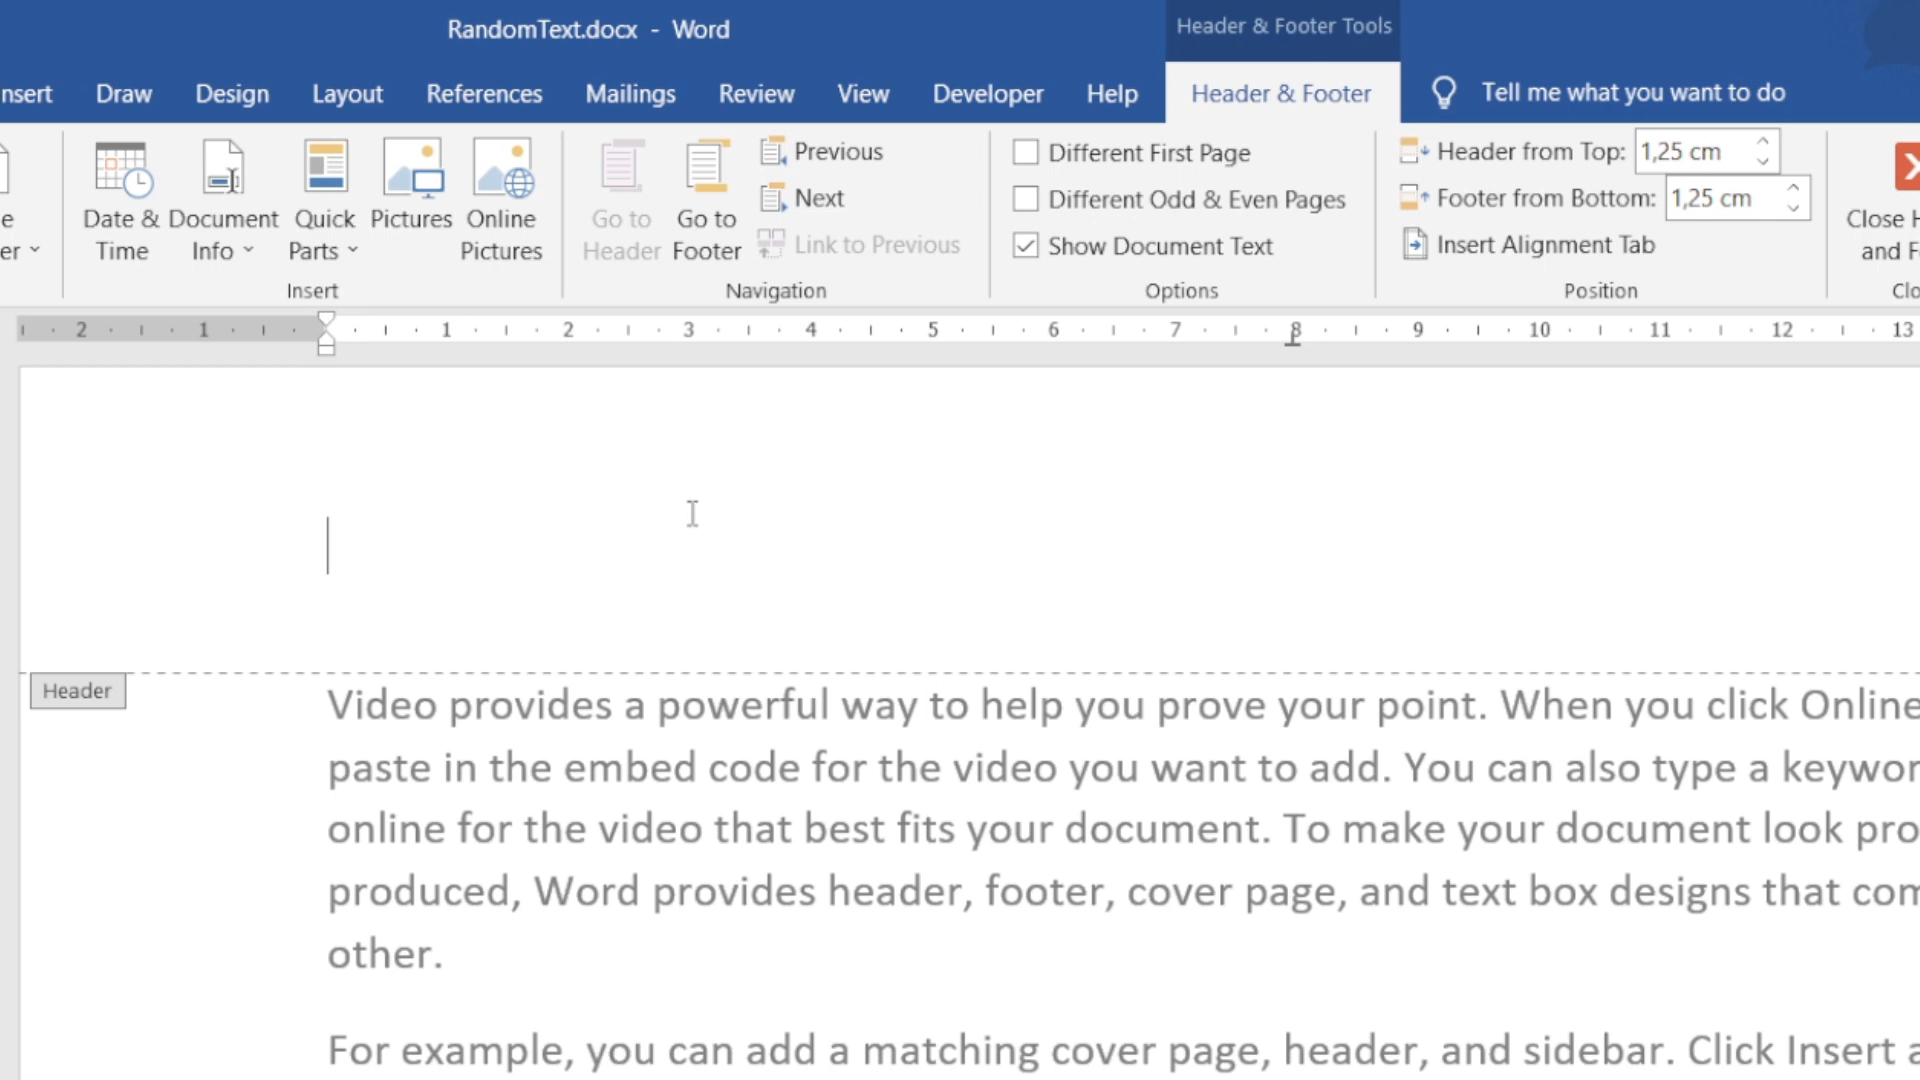 RandomText.docx - Word
Header & Footer Tools
nsert Draw Design Layout References Mailings Review View Developer Help Header & Footer Tell me what you want to do
Date & Time
Document Info
Quick Parts
Pictures
Online Pictures
Insert
Go to Header
Go to Footer
Previous
Next
Link to Previous
Navigation
Different First Page
Different Odd & Even Pages
Show Document Text
Options
Header from Top: 1,25 cm
Footer from Bottom: 1,25 cm
Insert Alignment Tab
Position
Close H
and F
Clo
2 1 1 2 3 4 5 6 7 8 9 10 11 12 13
Header
Video provides a powerful way to help you prove your point. When you click Online
paste in the embed code for the video you want to add. You can also type a keywor
online for the video that best fits your document. To make your document look pro
produced, Word provides header, footer, cover page, and text box designs that com
other.
For example, you can add a matching cover page, header, and sidebar. Click Insert a